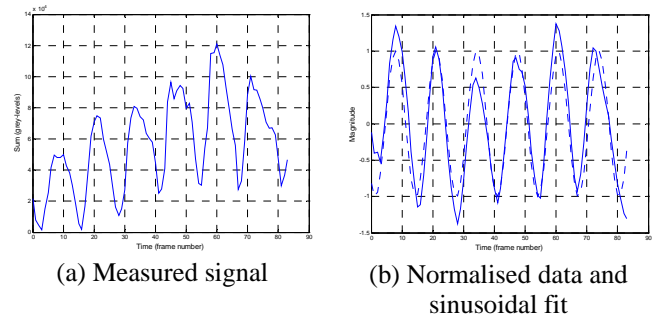 14
12
10
8
6
4
2
0
Sum (grey-levels)
0 10 20 30 40 50 60 70 80 90
Time (frame number)
(a) Measured signal
1.5
1
0.5
0
-0.5
-1
-1.5
Magnitude
0 10 20 30 40 50 60 70 80 90
Time (frame number)
(b) Normalised data and
sinusoidal fit